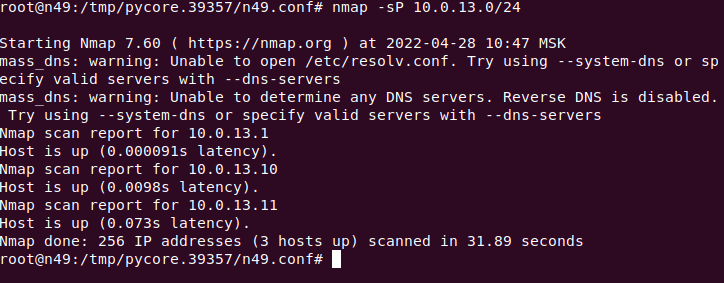 root@n49:/tmp/pycore.39357/n49.conf# nmap -sP 10.0.13.0/24
Starting Nmap 7.60 ( https://nmap.org ) at 2022-04-28 10:47 MSK
mass_dns: warning: Unable to open /etc/resolv.conf. Try using --system-dns or sp
ecify valid servers with --dns-servers
mass_dns: warning: Unable to determine any DNS servers. Reverse DNS is disabled.
 Try using --system-dns or specify valid servers with --dns-servers
Nmap scan report for 10.0.13.1
Host is up (0.000091s latency).
Nmap scan report for 10.0.13.10
Host is up (0.0098s latency).
Nmap scan report for 10.0.13.11
Host is up (0.073s latency).
Nmap done: 256 IP addresses (3 hosts up) scanned in 31.89 seconds
root@n49:/tmp/pycore.39357/n49.conf#